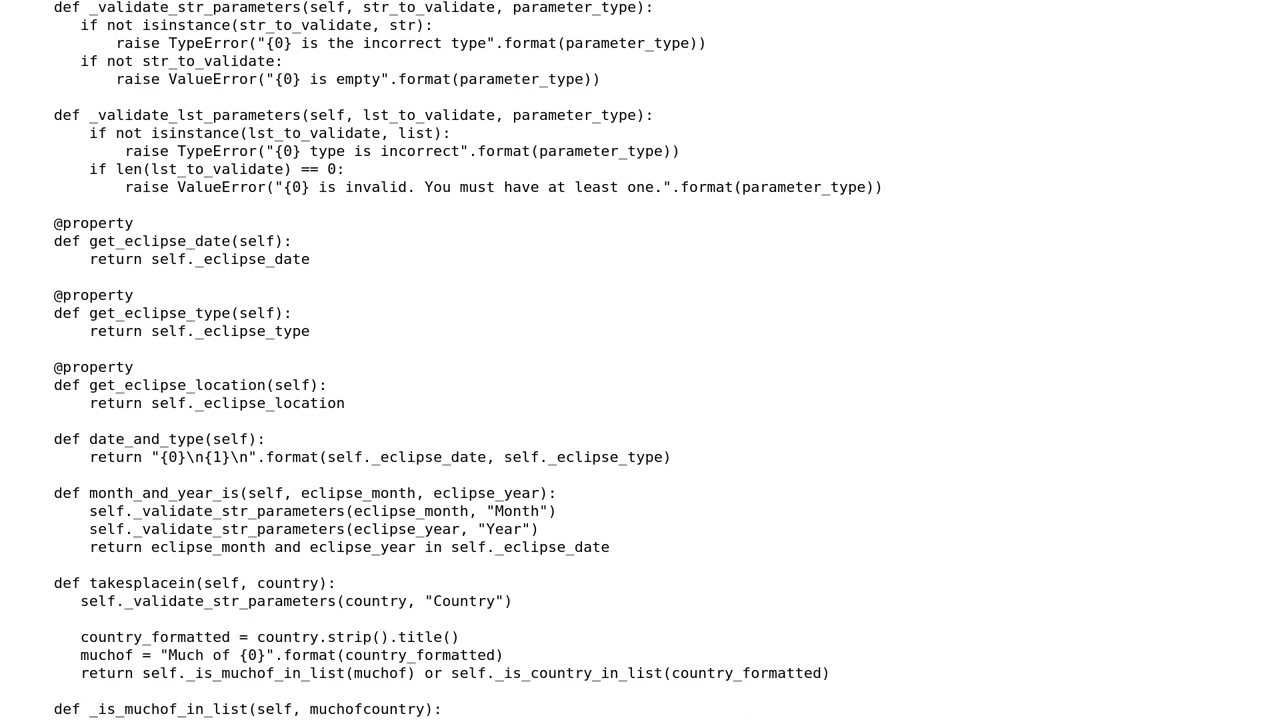 def _validate_str_parameters(self, str_to_validate, parameter_type):
   if not isinstance(str_to_validate, str):
       raise TypeError("{0} is the incorrect type".format(parameter_type))
   if not str_to_validate:
       raise ValueError("{0} is empty".format(parameter_type))

def _validate_lst_parameters(self, lst_to_validate, parameter_type):
    if not isinstance(lst_to_validate, list):
        raise TypeError("{0} type is incorrect".format(parameter_type))
    if len(lst_to_validate) == 0:
        raise ValueError("{0} is invalid. You must have at least one.".format(parameter_type))

@property
def get_eclipse_date(self):
    return self._eclipse_date

@property
def get_eclipse_type(self):
    return self._eclipse_type

@property
def get_eclipse_location(self):
    return self._eclipse_location

def date_and_type(self):
    return "{0}\n{1}\n".format(self._eclipse_date, self._eclipse_type)

def month_and_year_is(self, eclipse_month, eclipse_year):
    self._validate_str_parameters(eclipse_month, "Month")
    self._validate_str_parameters(eclipse_year, "Year")
    return eclipse_month and eclipse_year in self._eclipse_date

def takesplacein(self, country):
   self._validate_str_parameters(country, "Country")

   country_formatted = country.strip().title()
   muchof = "Much of {0}".format(country_formatted)
   return self._is_muchof_in_list(muchof) or self._is_country_in_list(country_formatted)

def _is_muchof_in_list(self, muchofcountry):